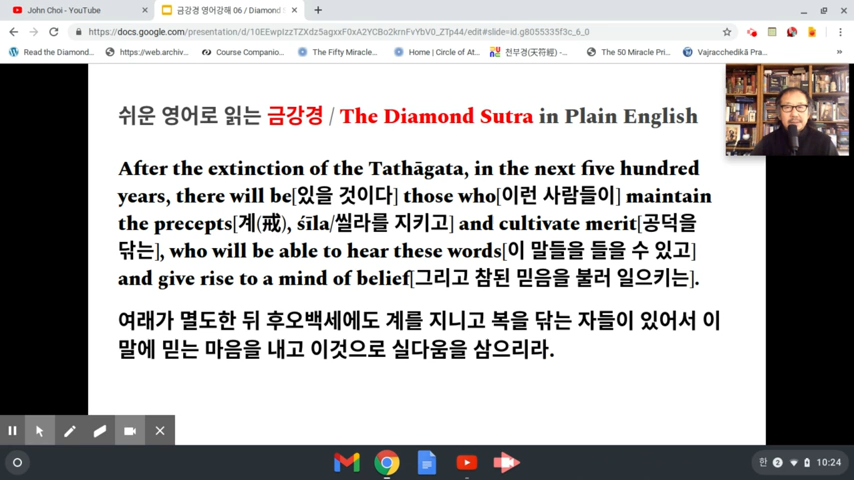 John Choi - YouTube
금강경 영어강해 06 / Diamond S
https://docs.google.com/presentation/d/10EEwpIzzTZXdz5agxxF0xA2YCBo2krnFvYbV0_ZTp44/edit#slide=id.g8055335f3c_6_0
Read the Diamond...
https://web.archiv...
Course Companio...
The Fifty Miracle...
Home | Circle of At...
천부경(天符經) -...
The 50 Miracle Pri...
Vajracchedikā Pra...
쉬운 영어로 읽는 금강경 / The Diamond Sutra in Plain English
After the extinction of the Tathāgata, in the next five hundred
years, there will be[있을 것이다] those who[이런 사람들이] maintain
the precepts[계(戒), śīla/씰라를 지키고] and cultivate merit[공덕을
닦는], who will be able to hear these words[이 말들을 들을 수 있고]
and give rise to a mind of belief[그리고 참된 믿음을 불러 일으키는].
여래가 멸도한 뒤 후오백세에도 계를 지니고 복을 닦는 자들이 있어서 이
말에 믿는 마음을 내고 이것으로 실다움을 삼으리라.
한
2
10:24